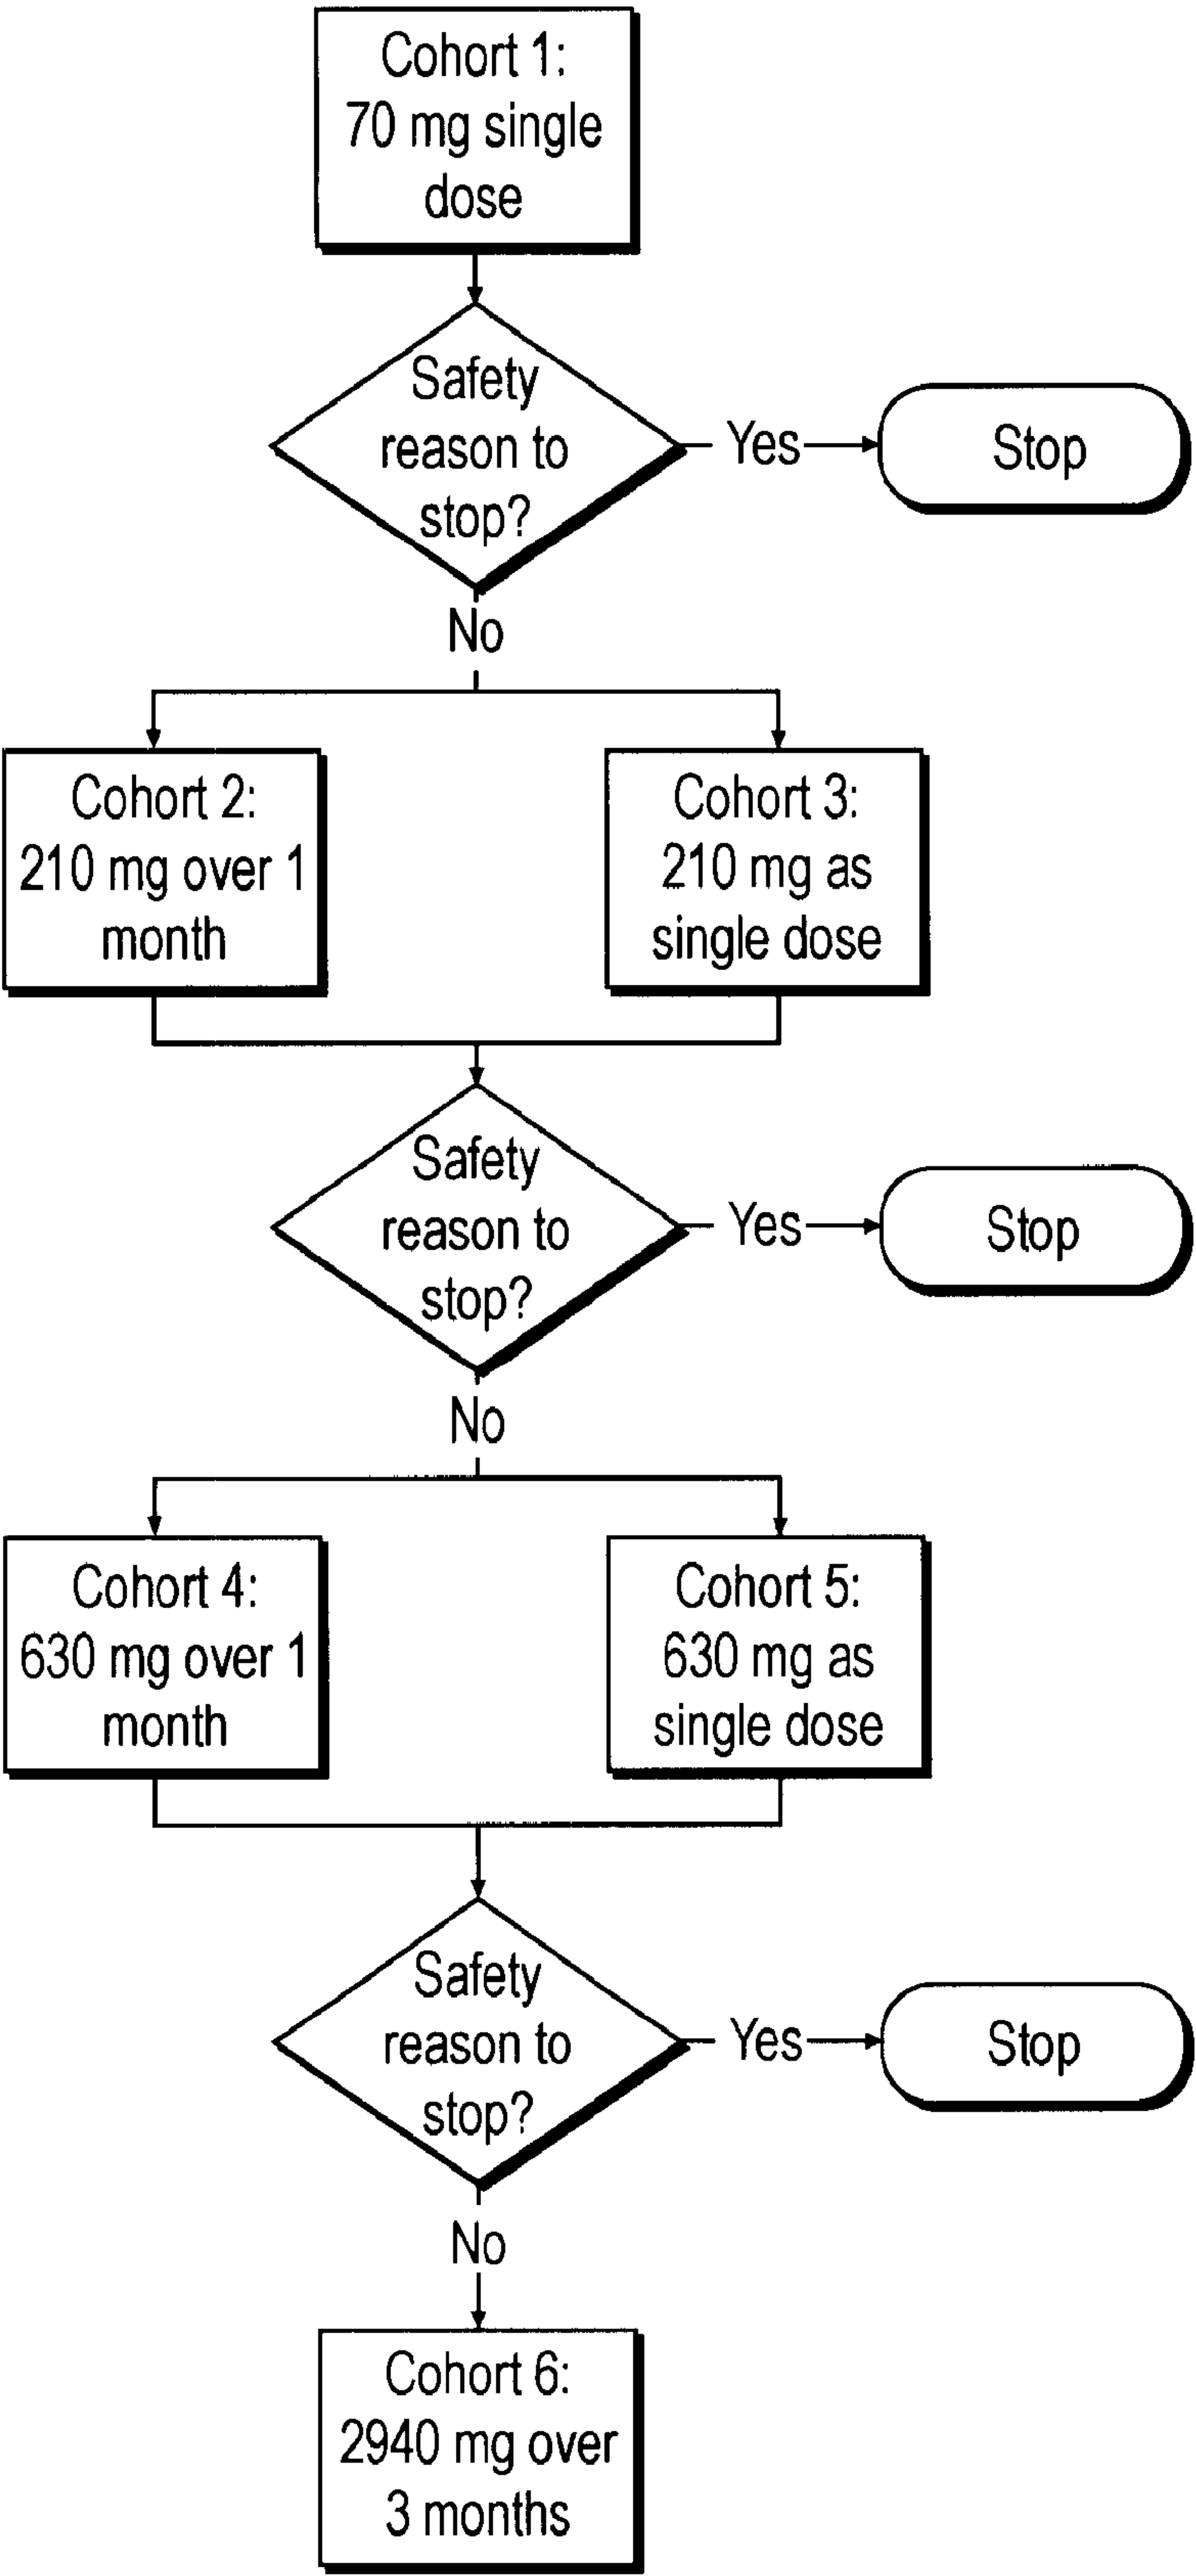 Cohort 1:
70 mg single
dose
Safety
reason to
stop?
Yes
Stop
No
Cohort 2:
210 mg over 1
month
Cohort 3:
210 mg as
single dose
Safety
reason to
stop?
Yes
Stop
No
Cohort 4:
630 mg over 1
month
Cohort 5:
630 mg as
single dose
Safety
reason to
stop?
Yes
Stop
No
Cohort 6:
2940 mg over
3 months